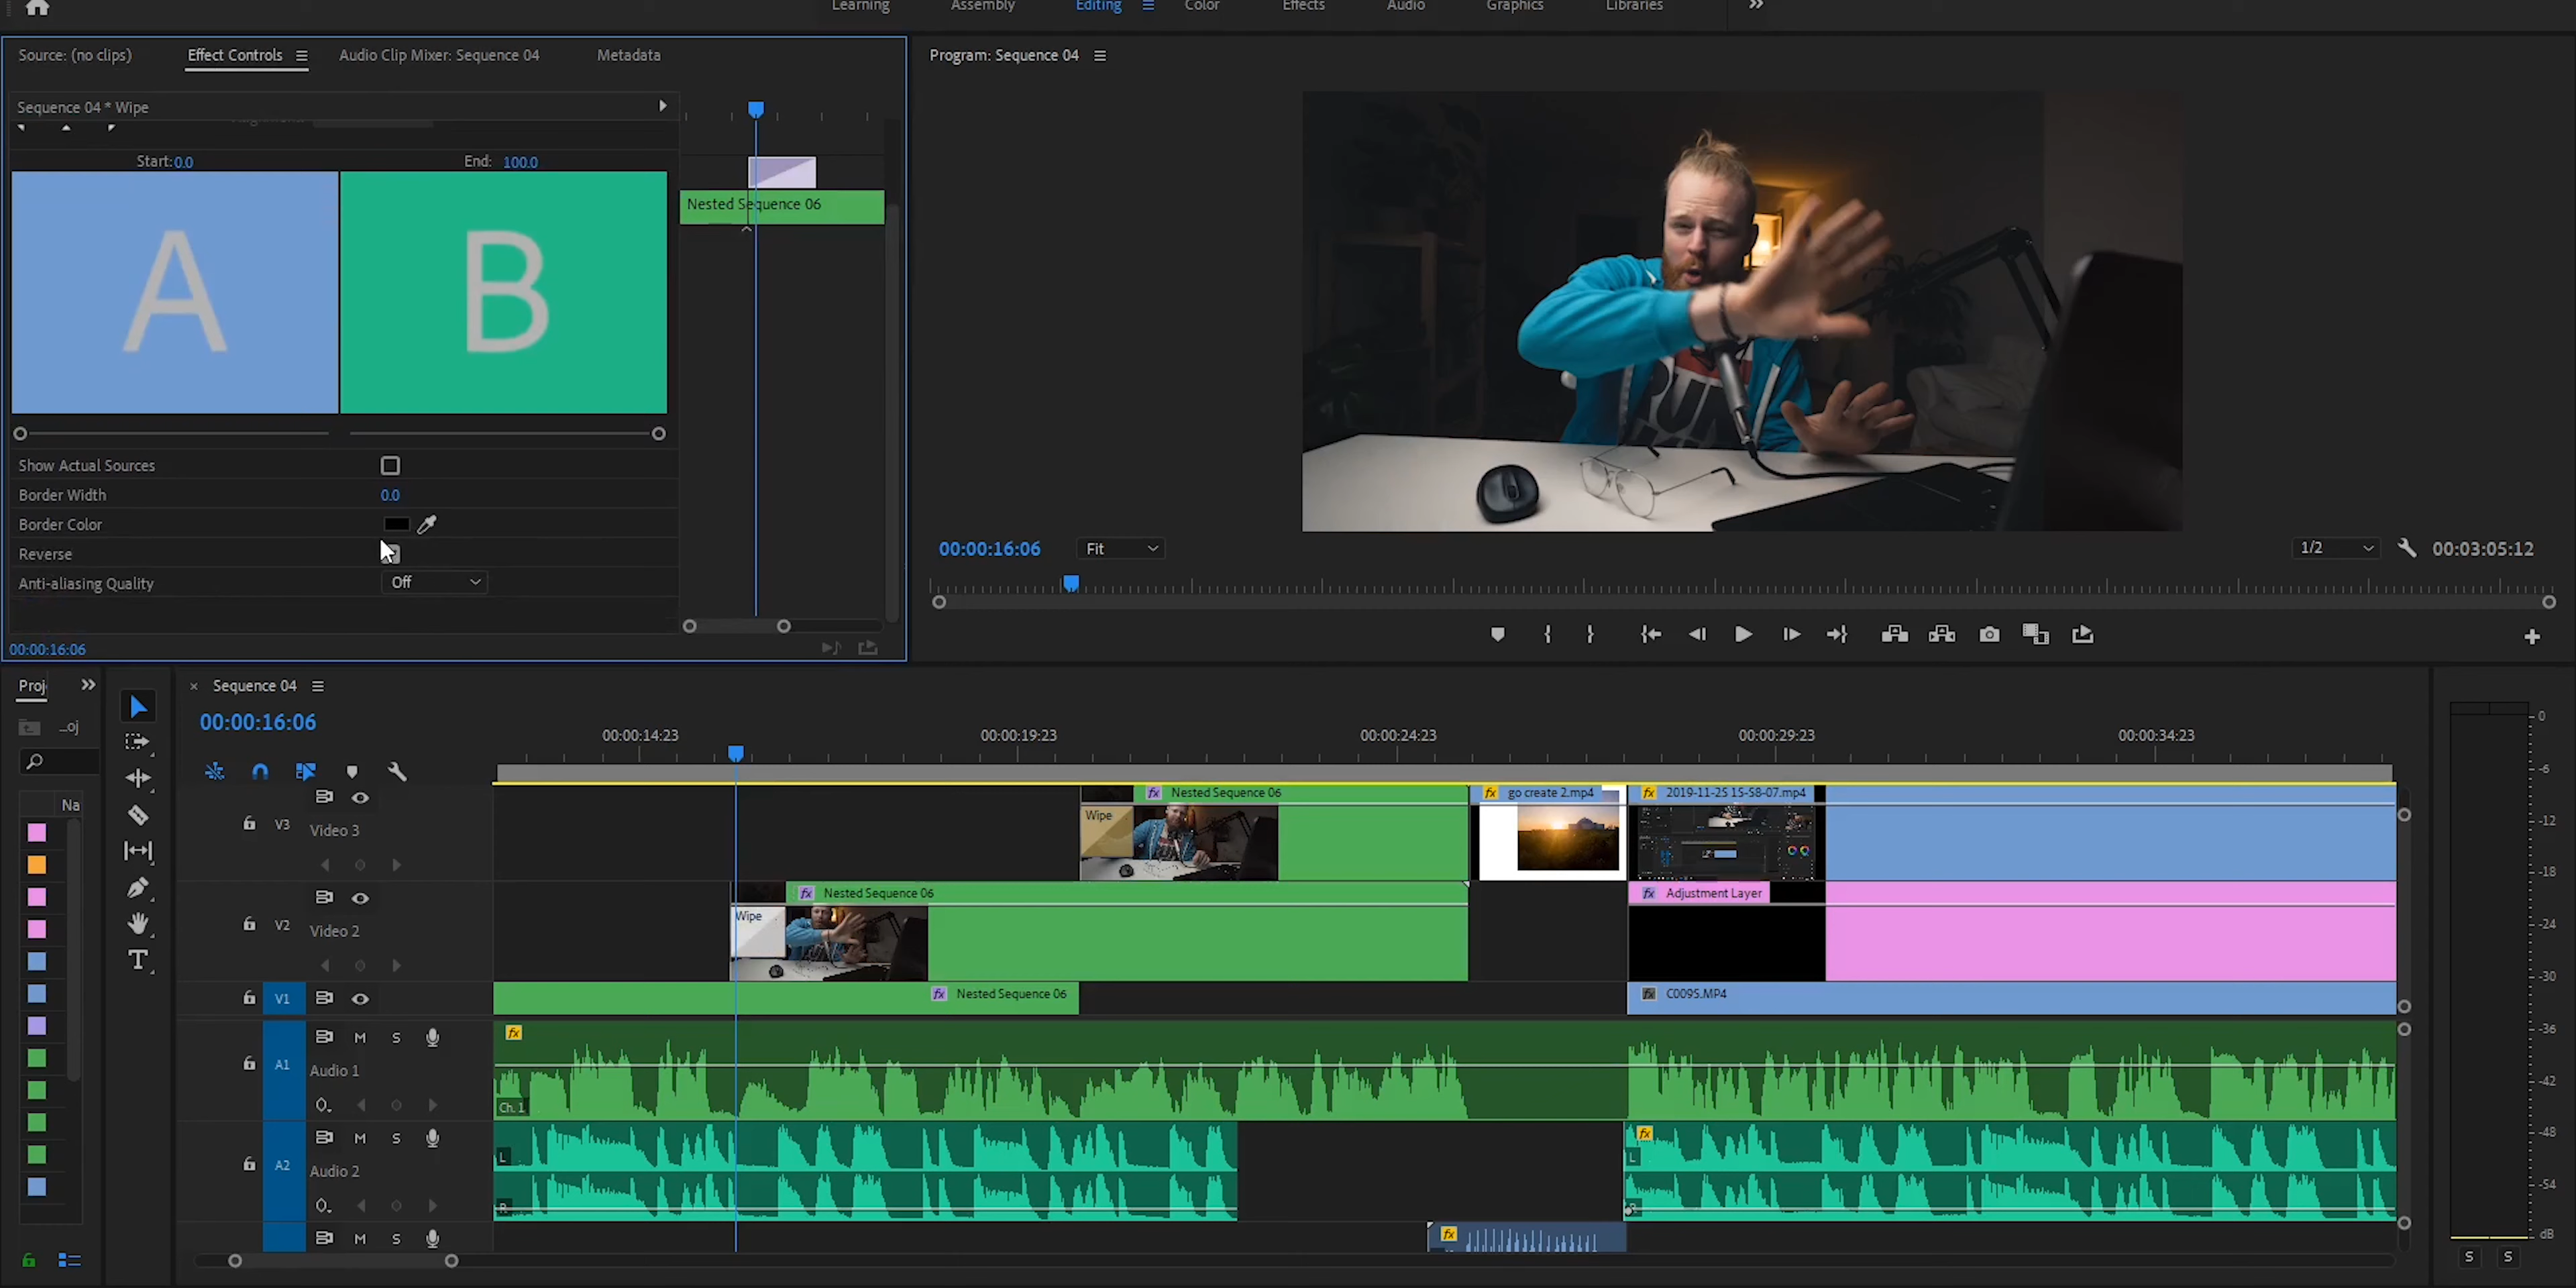 Learning Assembly Editing Color Effects Audio Graphics Libraries
Source: (no clips) Effect Controls Audio Clip Mixer: Sequence 04 Metadata
Program: Sequence 04
Sequence 04 * Wipe
Start: 0.0 End: 100.0
A B
Nested Sequence 06
Show Actual Sources
Border Width 0.0
Border Color
Reverse
Anti-aliasing Quality Off
00:00:16:06
PUM
00:00:16:06 Fit 1/2 00:03:05:12
Proj
Sequence 04
_oj
00:00:16:06
00:00:14:23 00:00:19:23 00:00:24:23 00:00:29:23 00:00:34:23
Na
V3 Video 3
fx Nested Sequence 06 fx go create 2.mp4 fx 2019-11-25 15-58-07.mp4
Wipe
V2 Video 2
fx Nested Sequence 06 fx Adjustment Layer
Wipe
V1 fx Nested Sequence 06 fx C0095.MP4
A1 M S
Audio 1
fx
Ch. 1
A2 M S
Audio 2
L
R
fx
L
M S
fx
0
-6
-12
-18
-24
-30
-36
-42
-48
-54
dB
S S